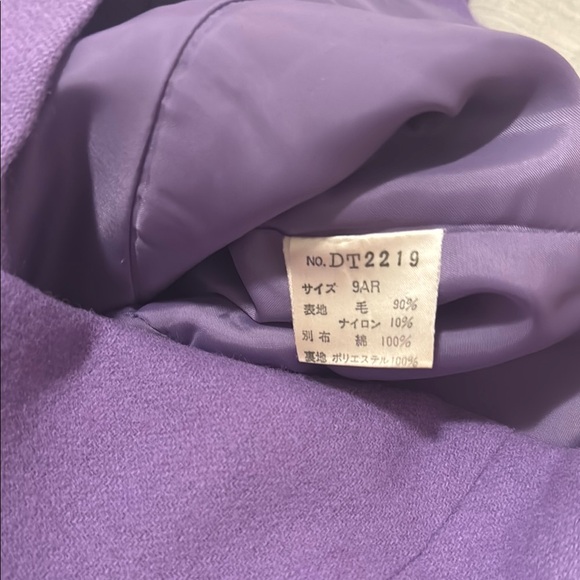 NO. DT2219
サイズ 9AR
表地 毛 90%
ナイロン 10%
別布 綿 100%
裏地 ポリエステル100%